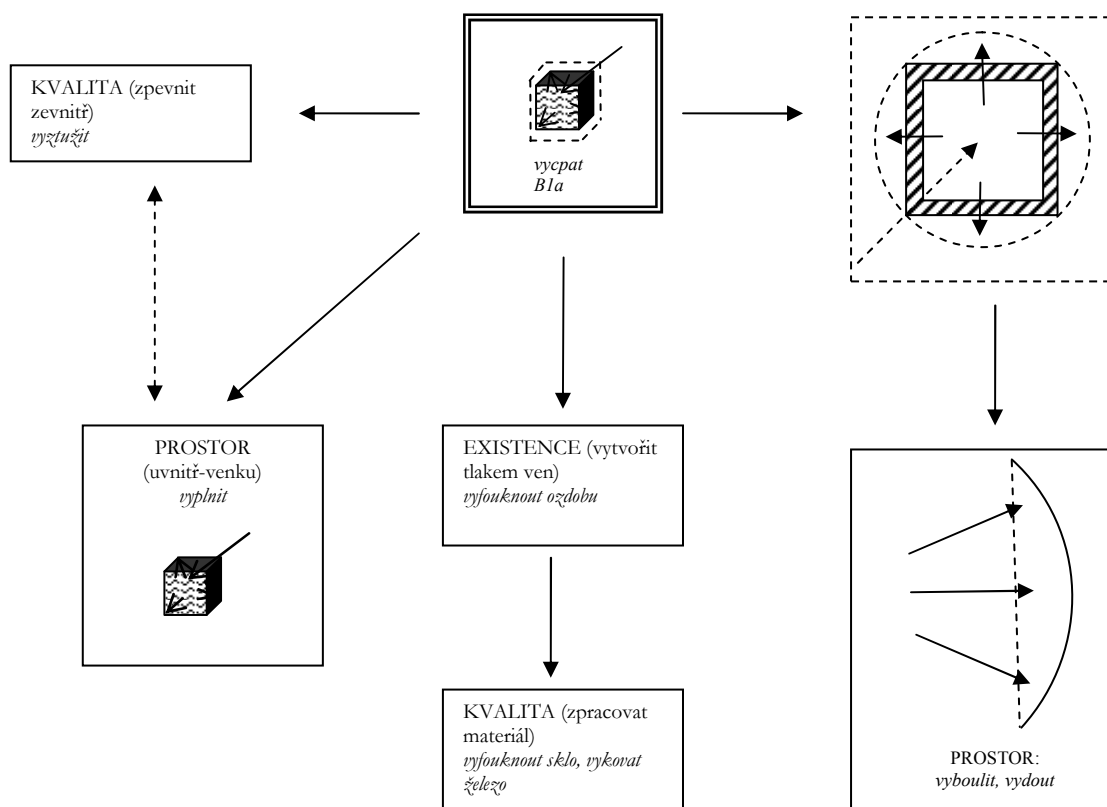 KVALITA (zpevnit
zevnitř)
vyztužit
vycpat
B1a
PROSTOR
(uvnitř-venku)
vyplnit
EXISTENCE (vytvořit
tlakem ven)
vyfouknout ozdobu
KVALITA (zpracovat
materiál)
vyfouknout sklo, vykovat
železo
PROSTOR:
vyboulit, vydout